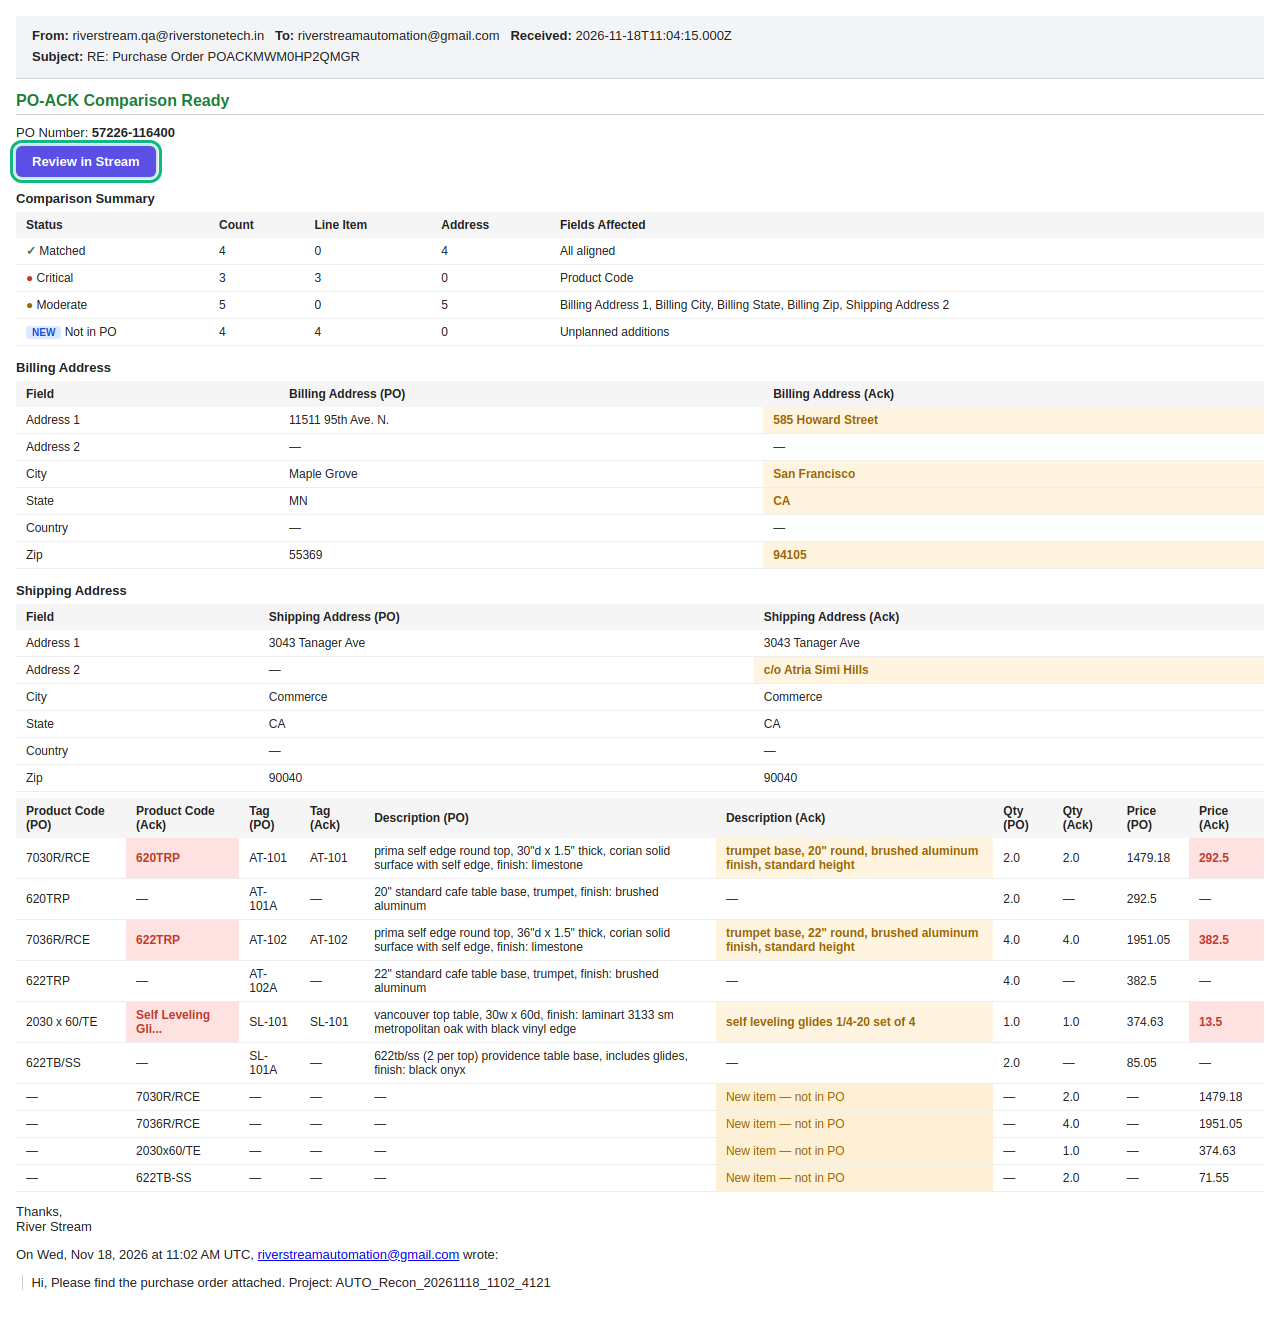 From: riverstream.qa@riverstonetech.in To: riverstreamautomation@gmail.com Received: 2026-11-18T11:04:15.000Z
Subject: RE: Purchase Order POACKMWM0HP2QMGR
PO-ACK Comparison Ready
PO Number: 57226-116400
Review in Stream
Comparison Summary
Status Count Line Item Address Fields Affected
✓ Matched 4 0 4 All aligned
● Critical 3 3 0 Product Code
● Moderate 5 0 5 Billing Address 1, Billing City, Billing State, Billing Zip, Shipping Address 2
NEW Not in PO 4 4 0 Unplanned additions
Billing Address
Field Billing Address (PO) Billing Address (Ack)
Address 1 11511 95th Ave. N. 585 Howard Street
Address 2 — —
City Maple Grove San Francisco
State MN CA
Country — —
Zip 55369 94105
Shipping Address
Field Shipping Address (PO) Shipping Address (Ack)
Address 1 3043 Tanager Ave 3043 Tanager Ave
Address 2 — c/o Atria Simi Hills
City Commerce Commerce
State CA CA
Country — —
Zip 90040 90040
Product Code (PO) Product Code (Ack) Tag (PO) Tag (Ack) Description (PO) Description (Ack) Qty (PO) Qty (Ack) Price (PO) Price (Ack)
7030R/RCE 620TRP AT-101 AT-101 prima self edge round top, 30"d x 1.5" thick, corian solid surface with self edge, finish: limestone trumpet base, 20" round, brushed aluminum finish, standard height 2.0 2.0 1479.18 292.5
620TRP — AT-101A — 20" standard cafe table base, trumpet, finish: brushed aluminum — 2.0 — 292.5 —
7036R/RCE 622TRP AT-102 AT-102 prima self edge round top, 36"d x 1.5" thick, corian solid surface with self edge, finish: limestone trumpet base, 22" round, brushed aluminum finish, standard height 4.0 4.0 1951.05 382.5
622TRP — AT-102A — 22" standard cafe table base, trumpet, finish: brushed aluminum — 4.0 — 382.5 —
2030 x 60/TE Self Leveling Gli... SL-101 SL-101 vancouver top table, 30w x 60d, finish: laminart 3133 sm metropolitan oak with black vinyl edge self leveling glides 1/4-20 set of 4 1.0 1.0 374.63 13.5
622TB/SS — SL-101A — 622tb/ss (2 per top) providence table base, includes glides, finish: black onyx — 2.0 — 85.05 —
— 7030R/RCE — — — New item — not in PO — 2.0 — 1479.18
— 7036R/RCE — — — New item — not in PO — 4.0 — 1951.05
— 2030x60/TE — — — New item — not in PO — 1.0 — 374.63
— 622TB-SS — — — New item — not in PO — 2.0 — 71.55
Thanks,
River Stream
On Wed, Nov 18, 2026 at 11:02 AM UTC, riverstreamautomation@gmail.com wrote:
Hi, Please find the purchase order attached. Project: AUTO_Recon_20261118_1102_4121